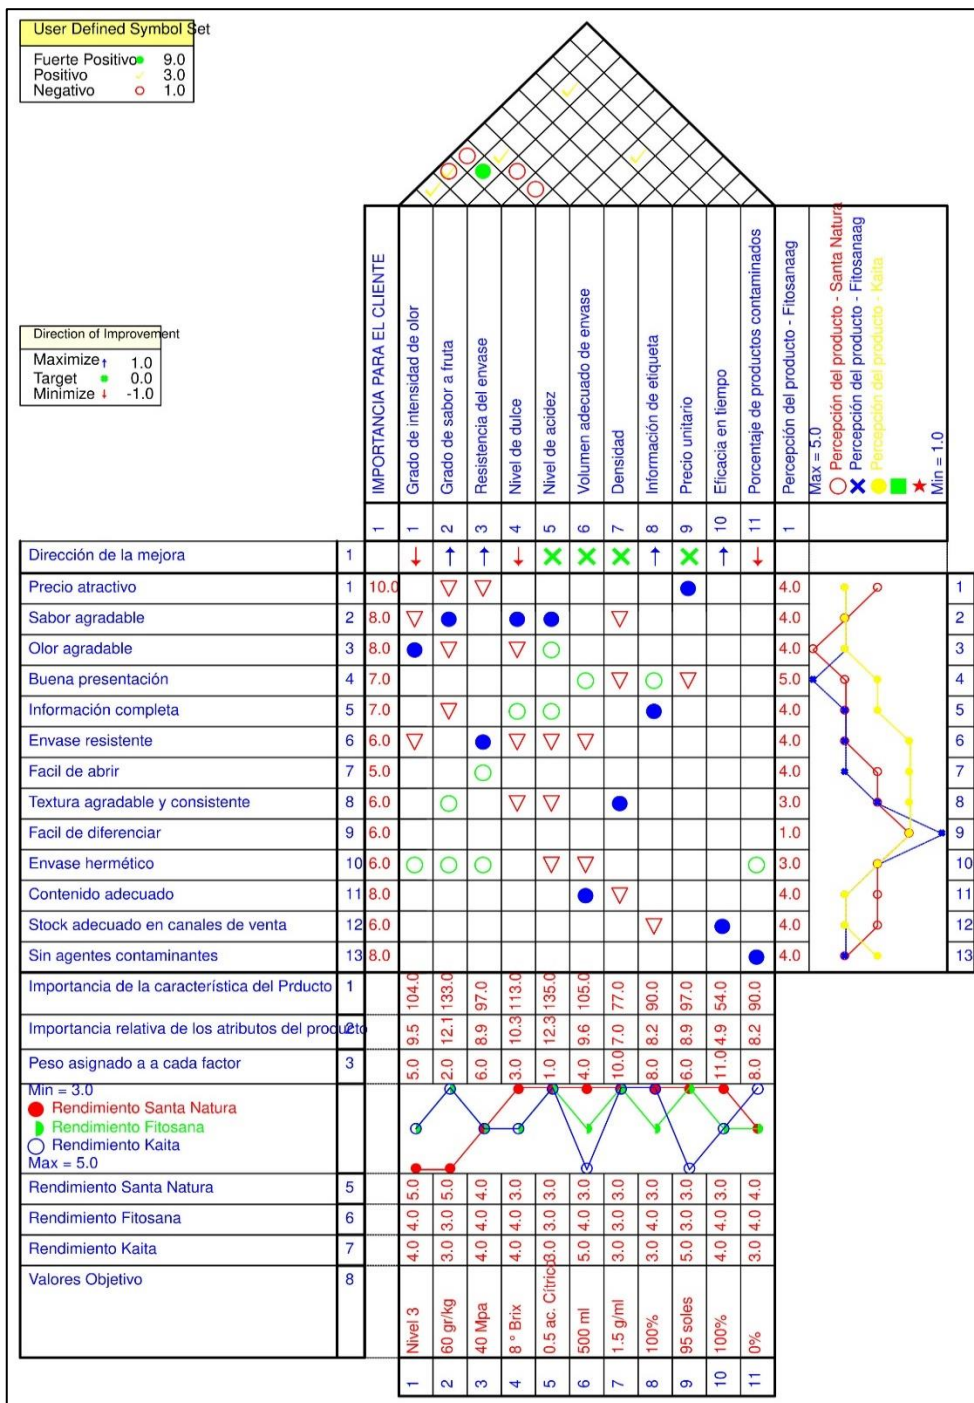 User Defined Symbol Set
Fuerte Positivo 9.0
Positivo 3.0
Negativo 1.0
Direction of Improvement
Maximize 1.0
Target 0.0
Minimize -1.0
IMPORTANCIA PARA EL CLIENTE
Grado de intensidad de olor
Grado de sabor a fruta
Resistencia del envase
Nivel de dulce
Nivel de acidez
Volumen adecuado de envase
Densidad
Información de etiqueta
Precio unitario
Eficacia en tiempo
Porcentaje de productos contaminados
Percepción del producto - Fitosanaag
Max = 5.0
Percepción del producto - Santa Natura
Percepción del producto - Fitosanaag
Percepción del producto - Kaita
Min = 1.0
1 1 2 3 4 5 6 7 8 9 10 11 1
Dirección de la mejora 1
Precio atractivo 1 10.0 4.0 1
Sabor agradable 2 8.0 4.0 2
Olor agradable 3 8.0 4.0 3
Buena presentación 4 7.0 5.0 4
Información completa 5 7.0 4.0 5
Envase resistente 6 6.0 4.0 6
Facil de abrir 7 5.0 4.0 7
Textura agradable y consistente 8 6.0 3.0 8
Facil de diferenciar 9 6.0 1.0 9
Envase hermético 10 6.0 3.0 10
Contenido adecuado 11 8.0 4.0 11
Stock adecuado en canales de venta 12 6.0 4.0 12
Sin agentes contaminantes 13 8.0 4.0 13
Importancia de la característica del Prducto 1 104.0 133.0 97.0 113.0 135.0 105.0 77.0 90.0 97.0 54.0 90.0
Importancia relativa de los atributos del producto 2 9.5 12.1 8.9 10.3 12.3 9.6 7.0 8.2 8.9 4.9 8.2
Peso asignado a a cada factor 3 5.0 2.0 6.0 3.0 1.0 4.0 10.0 8.0 6.0 11.0 8.0
Min = 3.0
Rendimiento Santa Natura
Rendimiento Fitosana
Rendimiento Kaita
Max = 5.0
Rendimiento Santa Natura 5 5.0 5.0 4.0 3.0 3.0 3.0 3.0 3.0 3.0 3.0 4.0
Rendimiento Fitosana 6 4.0 3.0 4.0 4.0 3.0 4.0 3.0 4.0 3.0 4.0 4.0
Rendimiento Kaita 7 4.0 3.0 4.0 4.0 3.0 5.0 3.0 3.0 5.0 4.0 3.0
Valores Objetivo 8 Nivel 3 60 gr/kg 40 Mpa 8 ° Brix 0.5 ac. Cítrico 500 ml 1.5 g/ml 100% 95 soles 100% 0%
1 2 3 4 5 6 7 8 9 10 11